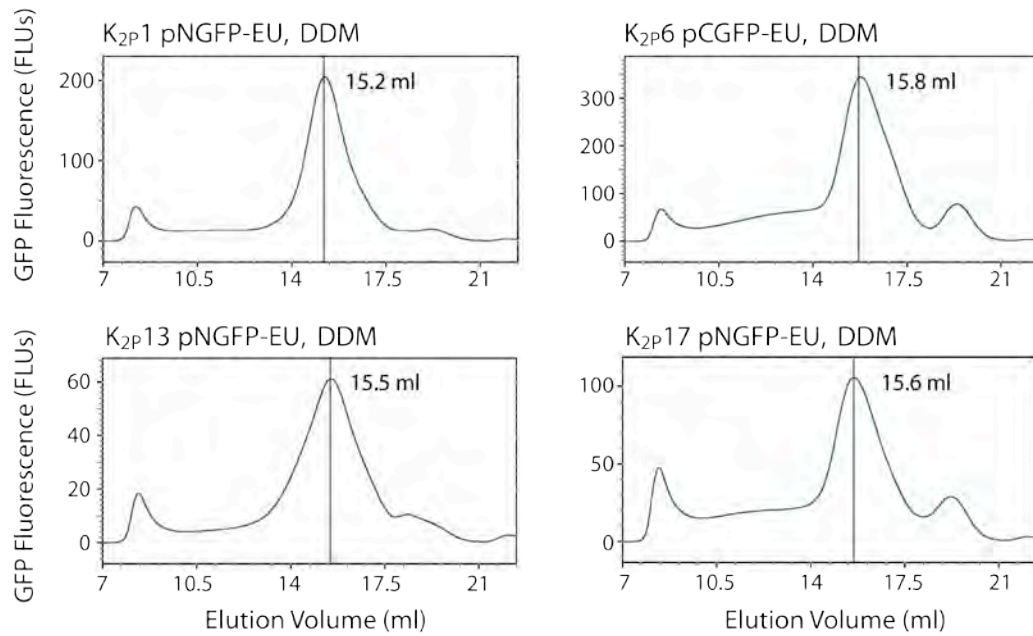 K2P1 pNGFP-EU, DDM
GFP Fluorescence (FLUs)
200
100
0
15.2 ml
7 10.5 14 17.5 21
K2P6 pCGFP-EU, DDM
300
200
100
0
15.8 ml
7 10.5 14 17.5 21
K2P13 pNGFP-EU, DDM
GFP Fluorescence (FLUs)
60
40
20
0
15.5 ml
7 10.5 14 17.5 21
Elution Volume (ml)
K2P17 pNGFP-EU, DDM
100
50
0
15.6 ml
7 10.5 14 17.5 21
Elution Volume (ml)